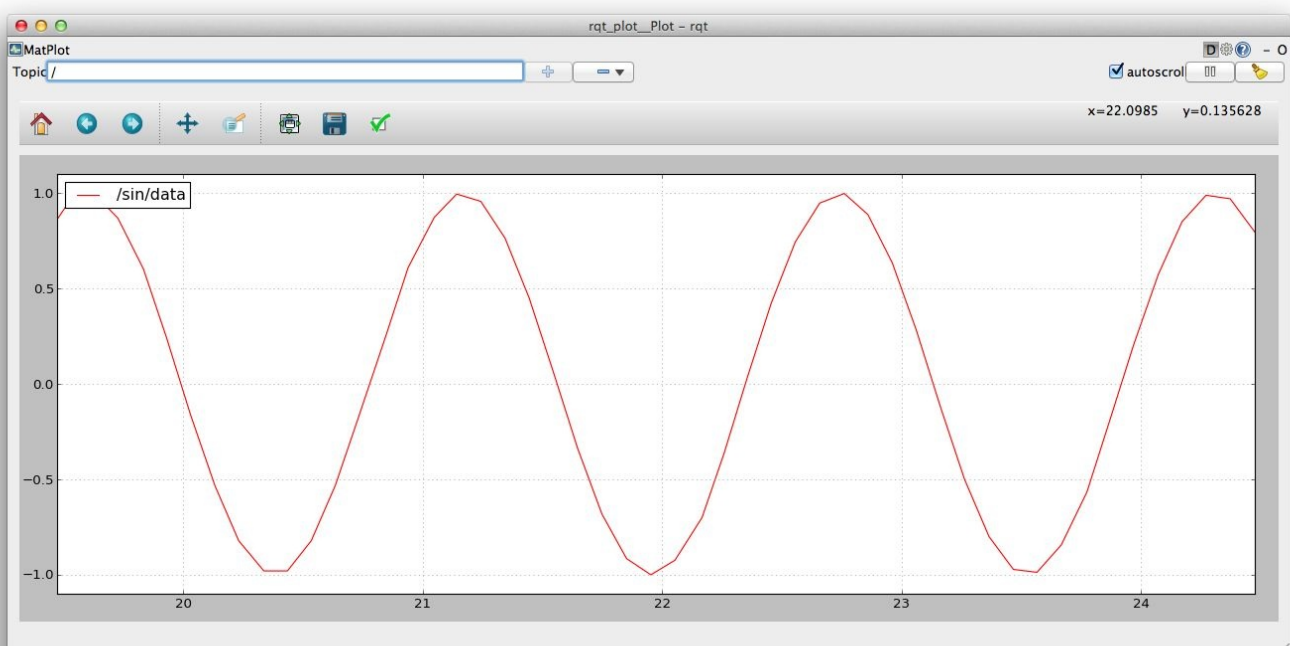 rqt_plot__Plot - rqt
MatPlot
D - O
Topic /
autoscrol
x=22.0985 y=0.135628
/sin/data
1.0
0.5
0.0
−0.5
−1.0
20 21 22 23 24